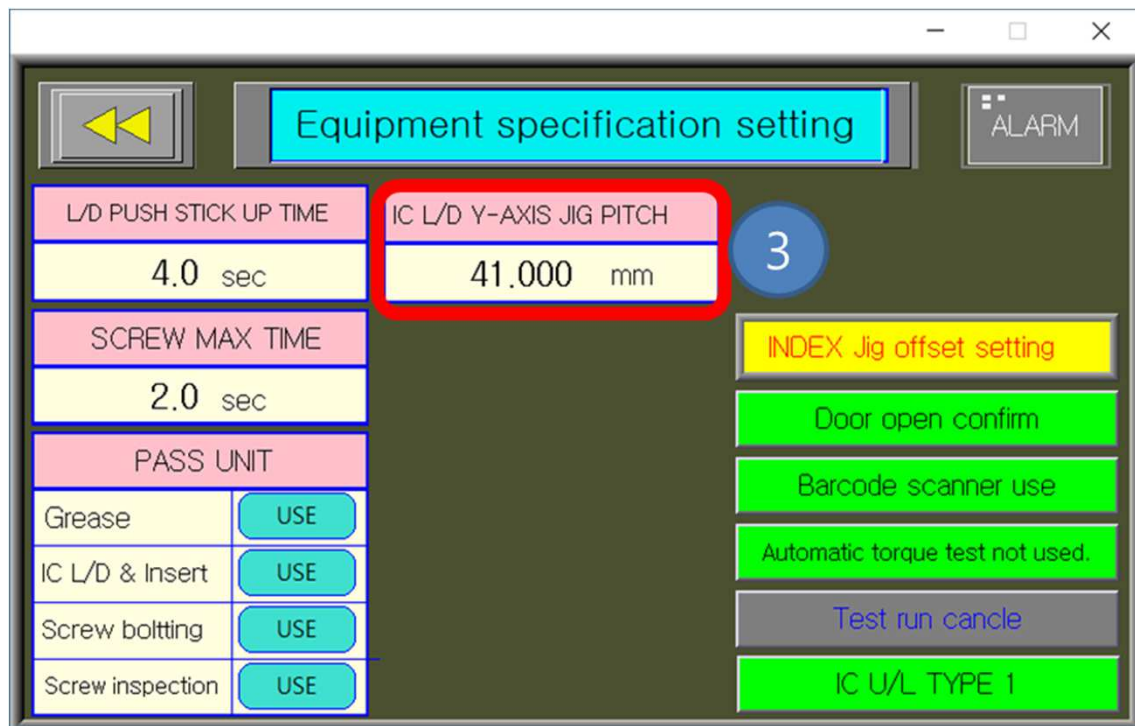 Equipment specification setting
ALARM
L/D PUSH STICK UP TIME
4.0 sec
IC L/D Y-AXIS JIG PITCH
41.000 mm
3
SCREW MAX TIME
2.0 sec
PASS UNIT
Grease USE
IC L/D & Insert USE
Screw boltting USE
Screw inspection USE
INDEX Jig offset setting
Door open confirm
Barcode scanner use
Automatic torque test not used.
Test run cancle
IC U/L TYPE 1